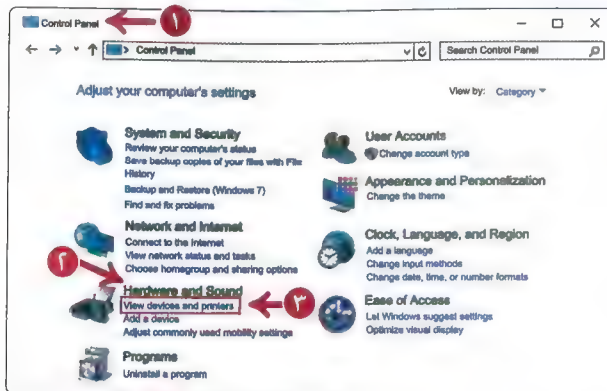 Control Panel
١
Control Panel
Search Control Panel
Adjust your computer's settings
View by: Category
System and Security
Review your computer's status
Save backup copies of your files with File
History
Backup and Restore (Windows 7)
Find and fix problems
Network and Internet
Connect to the Internet
View network status and tasks
Choose homegroup and sharing options
٢
Hardware and Sound
View devices and printers
٣
Add a device
Adjust commonly used mobility settings
Programs
Uninstall a program
User Accounts
Change account type
Appearance and Personalization
Change the theme
Clock, Language, and Region
Add a language
Change input methods
Change date, time, or number formats
Ease of Access
Let Windows suggest settings
Optimize visual display